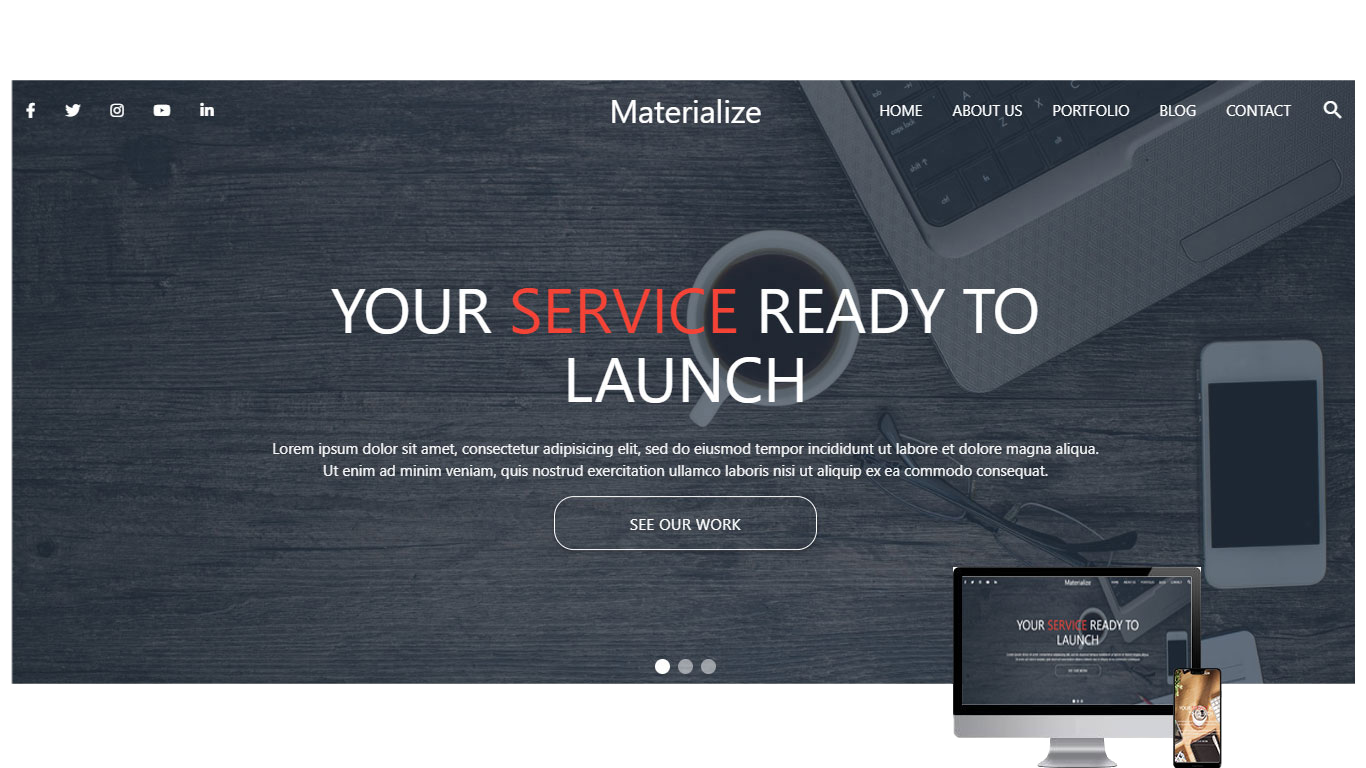 Materialize
HOME ABOUT US PORTFOLIO BLOG CONTACT
YOUR SERVICE READY TO
LAUNCH
Lorem ipsum dolor sit amet, consectetur adipisicing elit, sed do eiusmod tempor incididunt ut labore et dolore magna aliqua.
Ut enim ad minim veniam, quis nostrud exercitation ullamco laboris nisi ut aliquip ex ea commodo consequat.
SEE OUR WORK
Materialize
YOUR SERVICE READY TO
LAUNCH